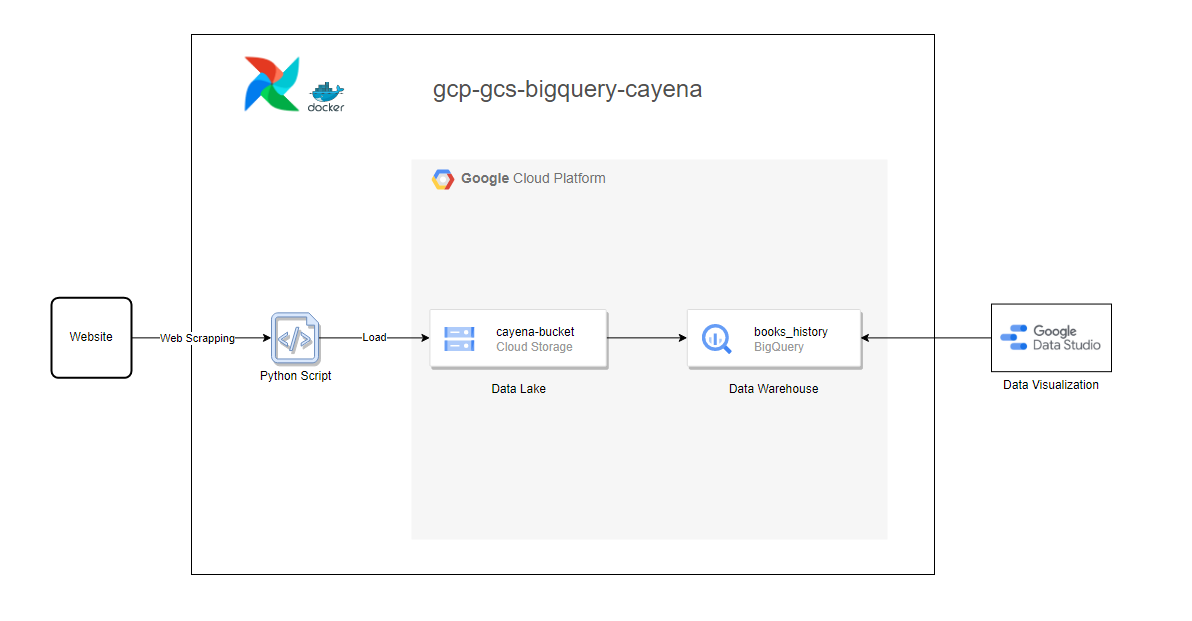 docker
gcp-gcs-bigquery-cayena
Google Cloud Platform
Website
Web Scrapping
Python Script
Load
cayena-bucket
Cloud Storage
Data Lake
books_history
BigQuery
Data Warehouse
Google
Data Studio
Data Visualization